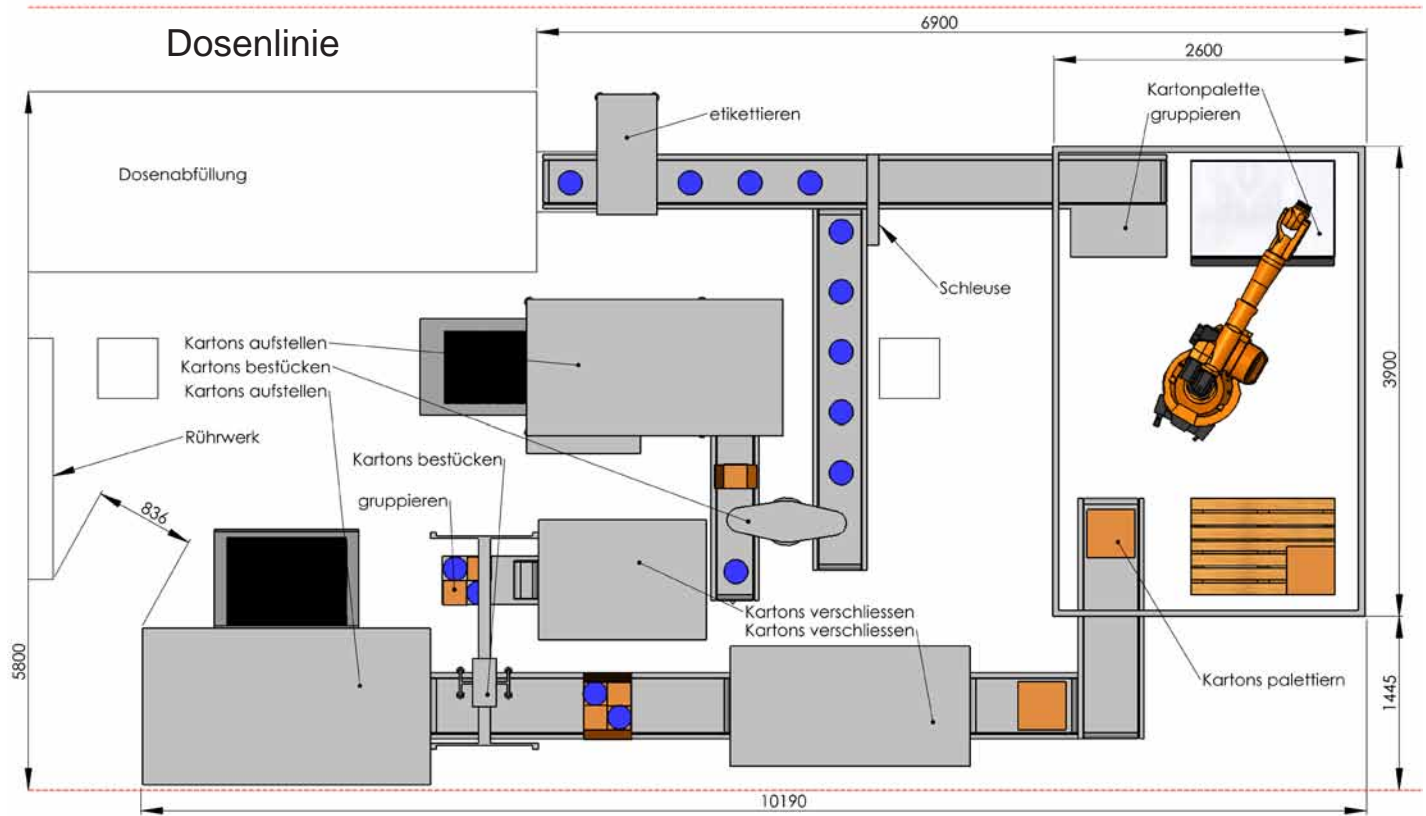 Dosenlinie
6900
2600
Kartonpalette
gruppieren
etikettieren
Dosenabfüllung
Schleuse
Kartons aufstellen
Kartons bestücken
Kartons aufstellen
3900
Rührwerk
Kartons bestücken
gruppieren
836
Kartons verschliessen
Kartons verschliessen
5800
Kartons palettiern
1445
10190